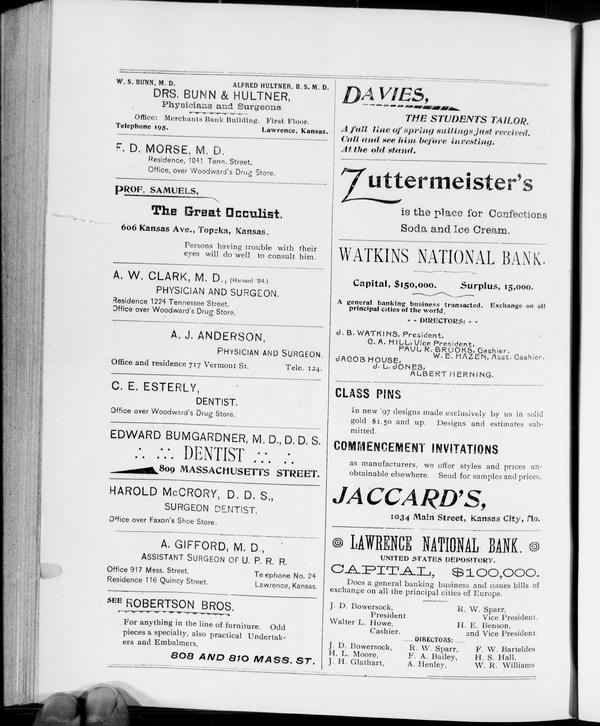 W. S. BUNN, M. D. ALFRED HULTNER, B. S. M. D.
DRS. BUNN & HULTNER,
Physicians and Surgeons.
Office: Merchants Bank Building. First Floor.
Telephone 195. Lawrence, Kansas.
F. D. MORSE, M. D.
Residence, 1041 Tenn. Street,
Office, over Woodward's Drug Store.
PROF. SAMUELS,
The Great Occulist.
606 Kansas Ave., Topeka, Kansas.
Persons having trouble with their
eyes will do well to consult him.
A. W. CLARK, M. D., (Harvard '84.)
PHYSICIAN AND SURGEON.
Residence 1224 Tennessee Street.
Office over Woodward's Drug Store.
A. J. ANDERSON,
PHYSICIAN AND SURGEON.
Office and residence 717 Vermont St. Tele. 124.
C. E. ESTERLY,
DENTIST.
Office over Woodward's Drug Store.
EDWARD BUMGARDNER, M. D., D. D. S.
DENTIST
809 MASSACHUSETTS STREET.
HAROLD McCRORY, D. D. S.,
SURGEON DENTIST.
Office over Faxon's Shoe Store.
A. GIFFORD, M. D.,
ASSISTANT SURGEON OF U. P. R. R.
Office 917 Mess. Street. Te ephone No. 24
Residence 116 Quincy Street. Lawrence, Kansas.
SEE ROBERTSON BROS.
For anything in the line of furniture. Odd
pieces a specialty, also practical Undertak-
ers and Embalmers,
808 AND 810 MASS. ST.
DAVIES,
THE STUDENTS TAILOR.
A full line of spring suitings just received.
Call and see him before investing.
At the old stand.
Zuttermeister's
is the place for Confections
Soda and Ice Cream.
WATKINS NATIONAL BANK.
Capital, $150,000. Surplus, 15,000.
A general banking business transacted. Exchange on all
principal cities of the world.
- - DIRECTORS: - -
J. B. WATKINS, President,
C. A. HILL, Vice President,
PAUL R. BROOKS, Cashier.
W. E. HAZEN, Asst. Cashier.
JACOB HOUSE,
J. L. JONES,
ALBERT HERNING.
CLASS PINS
In new '97 designs made exclusively by us in solid
gold $1.50 and up. Designs and estimates sub-
mitted.
COMMENCEMENT INVITATIONS
as manufacturers, we offer styles and prices un-
obtainable elsewhere. Send for samples and prices.
JACCARD'S,
1034 Main Street, Kansas City, Mo.
LAWRENCE NATIONAL BANK.
UNITED STATES DEPOSITORY.
CAPITAL, $100,000.
Does a general banking business and issues bills of
exchange on all the principal cities of Europe.
J. D. Bowersock, R. W. Sparr,
President Vice President.
Walter L. Howe, H. E. Benson,
Cashier. 2nd Vice President.
...... DIRECTORS: ......
J. D. Bowersock, R. W. Sparr, F. W. Barteldes
H. L. Moore, F. A. Bailey, H. S. Hall,
J. H. Glathart, A. Henley, W. R. Williams